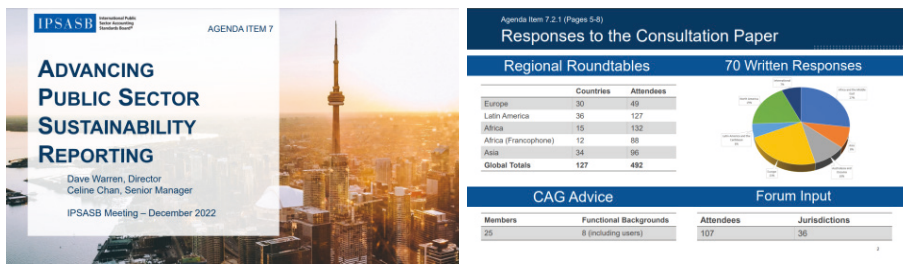 IPSASB
International Public
Sector Accounting
Standards Board®
AGENDA ITEM 7
ADVANCING
PUBLIC SECTOR
SUSTAINABILITY
REPORTING
Dave Warren, Director
Celine Chan, Senior Manager
IPSASB Meeting – December 2022
Agenda Item 7.2.1 (Pages 5-8)
Responses to the Consultation Paper
Regional Roundtables
Countries Attendees
Europe 30 49
Latin America 36 127
Africa 15 132
Africa (Francophone) 12 88
Asia 34 96
Global Totals 127 492
70 Written Responses
CAG Advice
Members Functional Backgrounds
25 8 (including users)
Forum Input
Attendees Jurisdictions
107 36